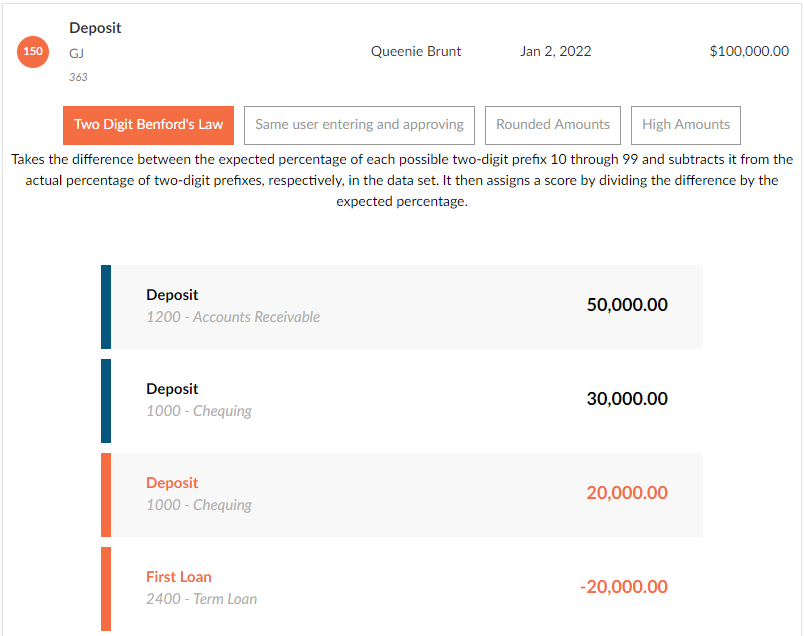 Deposit
150
GJ
Queenie Brunt
Jan 2, 2022
$100,000.00
363
Two Digit Benford's Law
Same user entering and approving
Rounded Amounts
High Amounts
Takes the difference between the expected percentage of each possible two-digit prefix 10 through 99 and subtracts it from the
actual percentage of two-digit prefixes, respectively, in the data set. It then assigns a score by dividing the difference by the
expected percentage.
Deposit
1200 - Accounts Receivable
50,000.00
Deposit
1000 - Chequing
30,000.00
Deposit
1000 - Chequing
20,000.00
First Loan
2400 - Term Loan
-20,000.00